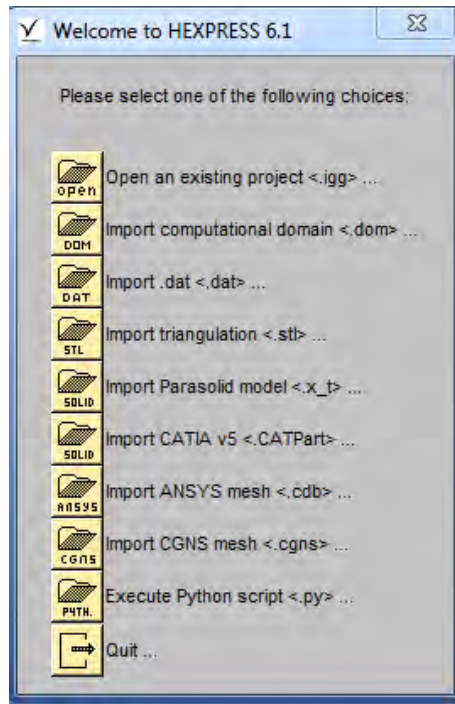 Welcome to HEXPRESS 6.1
Please select one of the following choices:
open Open an existing project <.igg> ...
DOM Import computational domain <.dom> ...
DAT Import .dat <.dat> ...
STL Import triangulation <.stl> ...
SOLID Import Parasolid model <.x_t> ...
SOLID Import CATIA v5 <.CATPart> ...
ANSYS Import ANSYS mesh <.cdb> ...
CGNS Import CGNS mesh <.cgns> ...
PYTH. Execute Python script <.py> ...
Quit ...